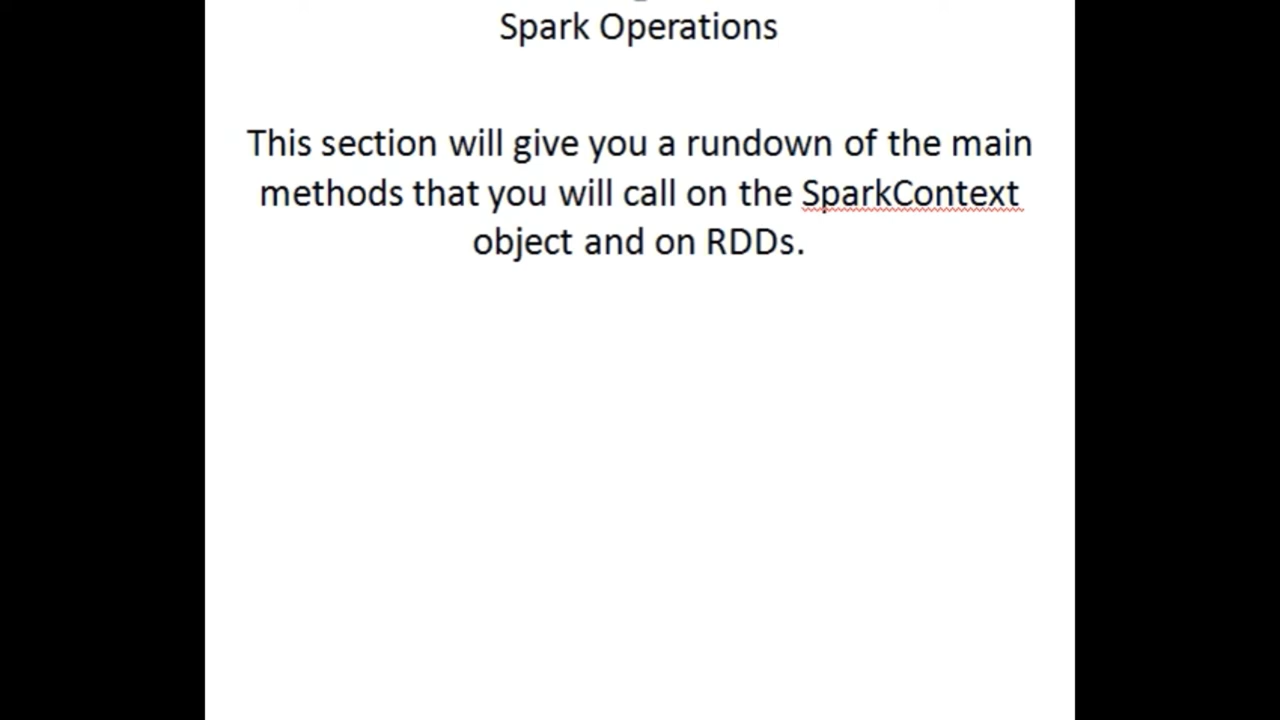 Spark Operations
This section will give you a rundown of the main
methods that you will call on the SparkContext
object and on RDDs.